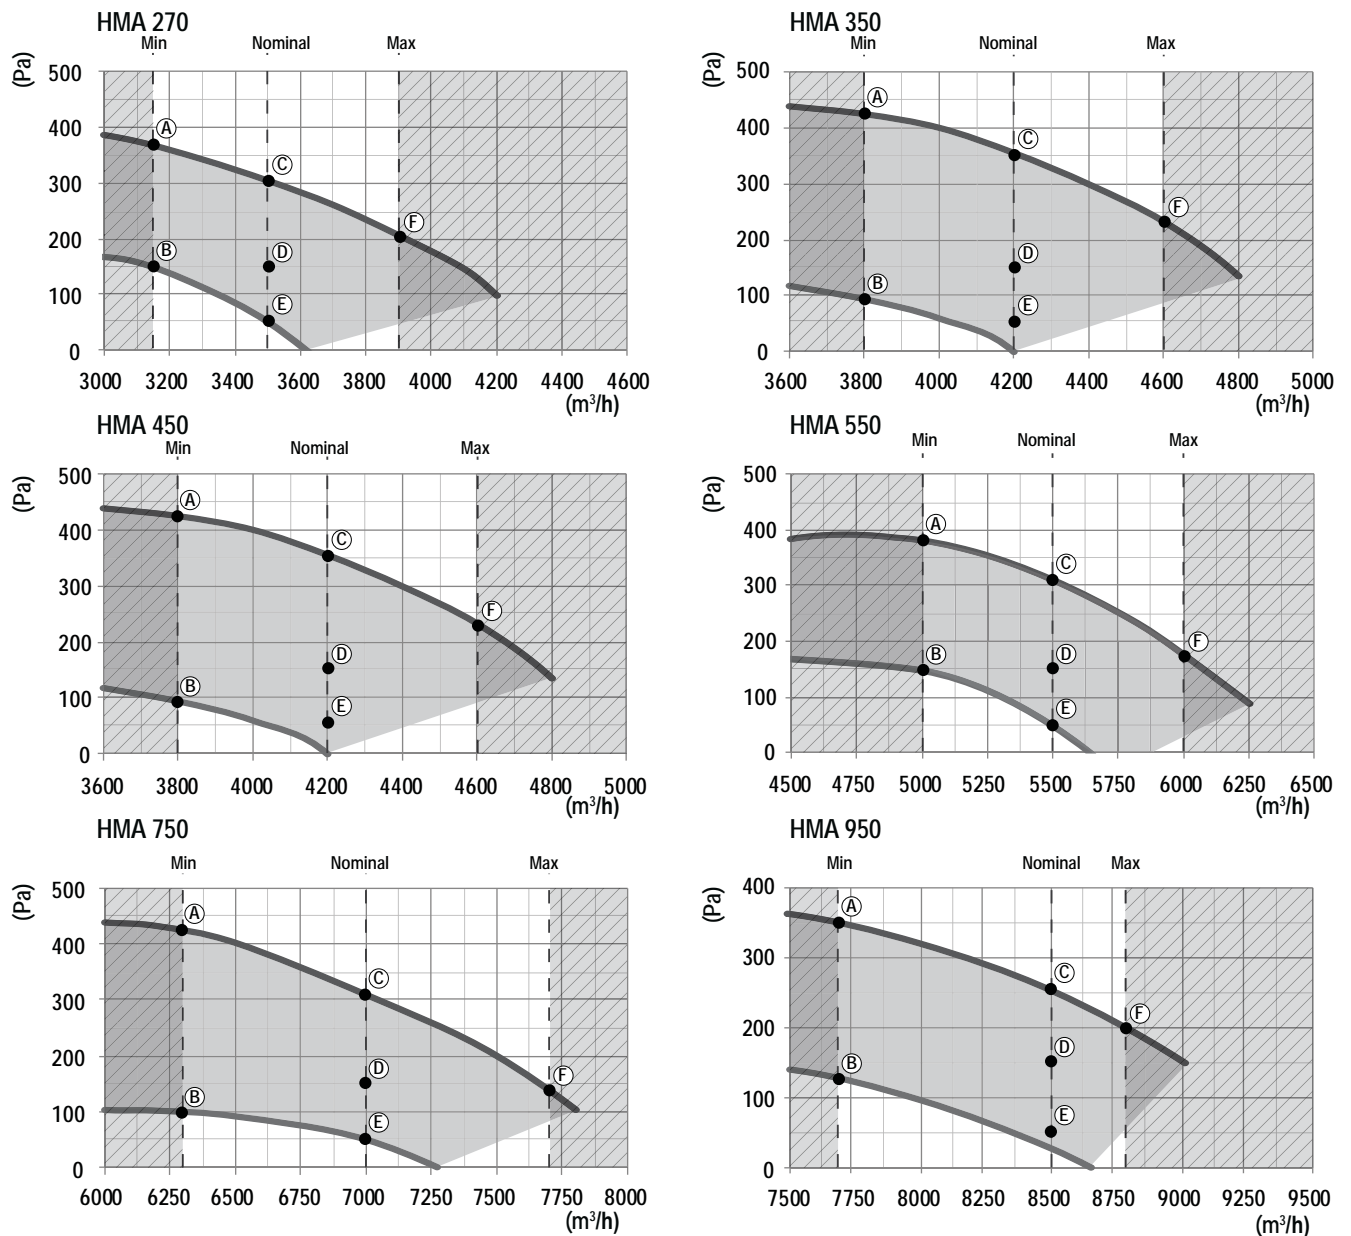 HMA 270
Min Nominal Max
(Pa)
500
400
300
200
100
0
A
B
C
D
E
F
3000 3200 3400 3600 3800 4000 4200 4400 4600
(m³/h)
HMA 350
Min Nominal Max
(Pa)
500
400
300
200
100
0
A
B
C
D
E
F
3600 3800 4000 4200 4400 4600 4800 5000
(m³/h)
HMA 450
Min Nominal Max
(Pa)
500
400
300
200
100
0
A
B
C
D
E
F
3600 3800 4000 4200 4400 4600 4800 5000
(m³/h)
HMA 550
Min Nominal Max
(Pa)
500
400
300
200
100
0
A
B
C
D
E
F
4500 4750 5000 5250 5500 5750 6000 6250 6500
(m³/h)
HMA 750
Min Nominal Max
(Pa)
500
400
300
200
100
0
A
B
C
D
E
F
6000 6250 6500 6750 7000 7250 7500 7750 8000
(m³/h)
HMA 950
Min Nominal Max
(Pa)
400
300
200
100
0
A
B
C
D
E
F
7500 7750 8000 8250 8500 8750 9000 9250 9500
(m³/h)